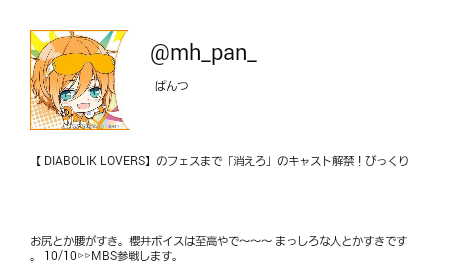 @mh_pan_
ぱんつ
【 DIABOLIK LOVERS】のフェスまで「消えろ」のキャスト解禁！びっくり
お尻とか腰がすき。櫻井ボイスは至高やで〜〜〜 まっしろな人とかすきです
。 10/10▷▷MBS参戦します。